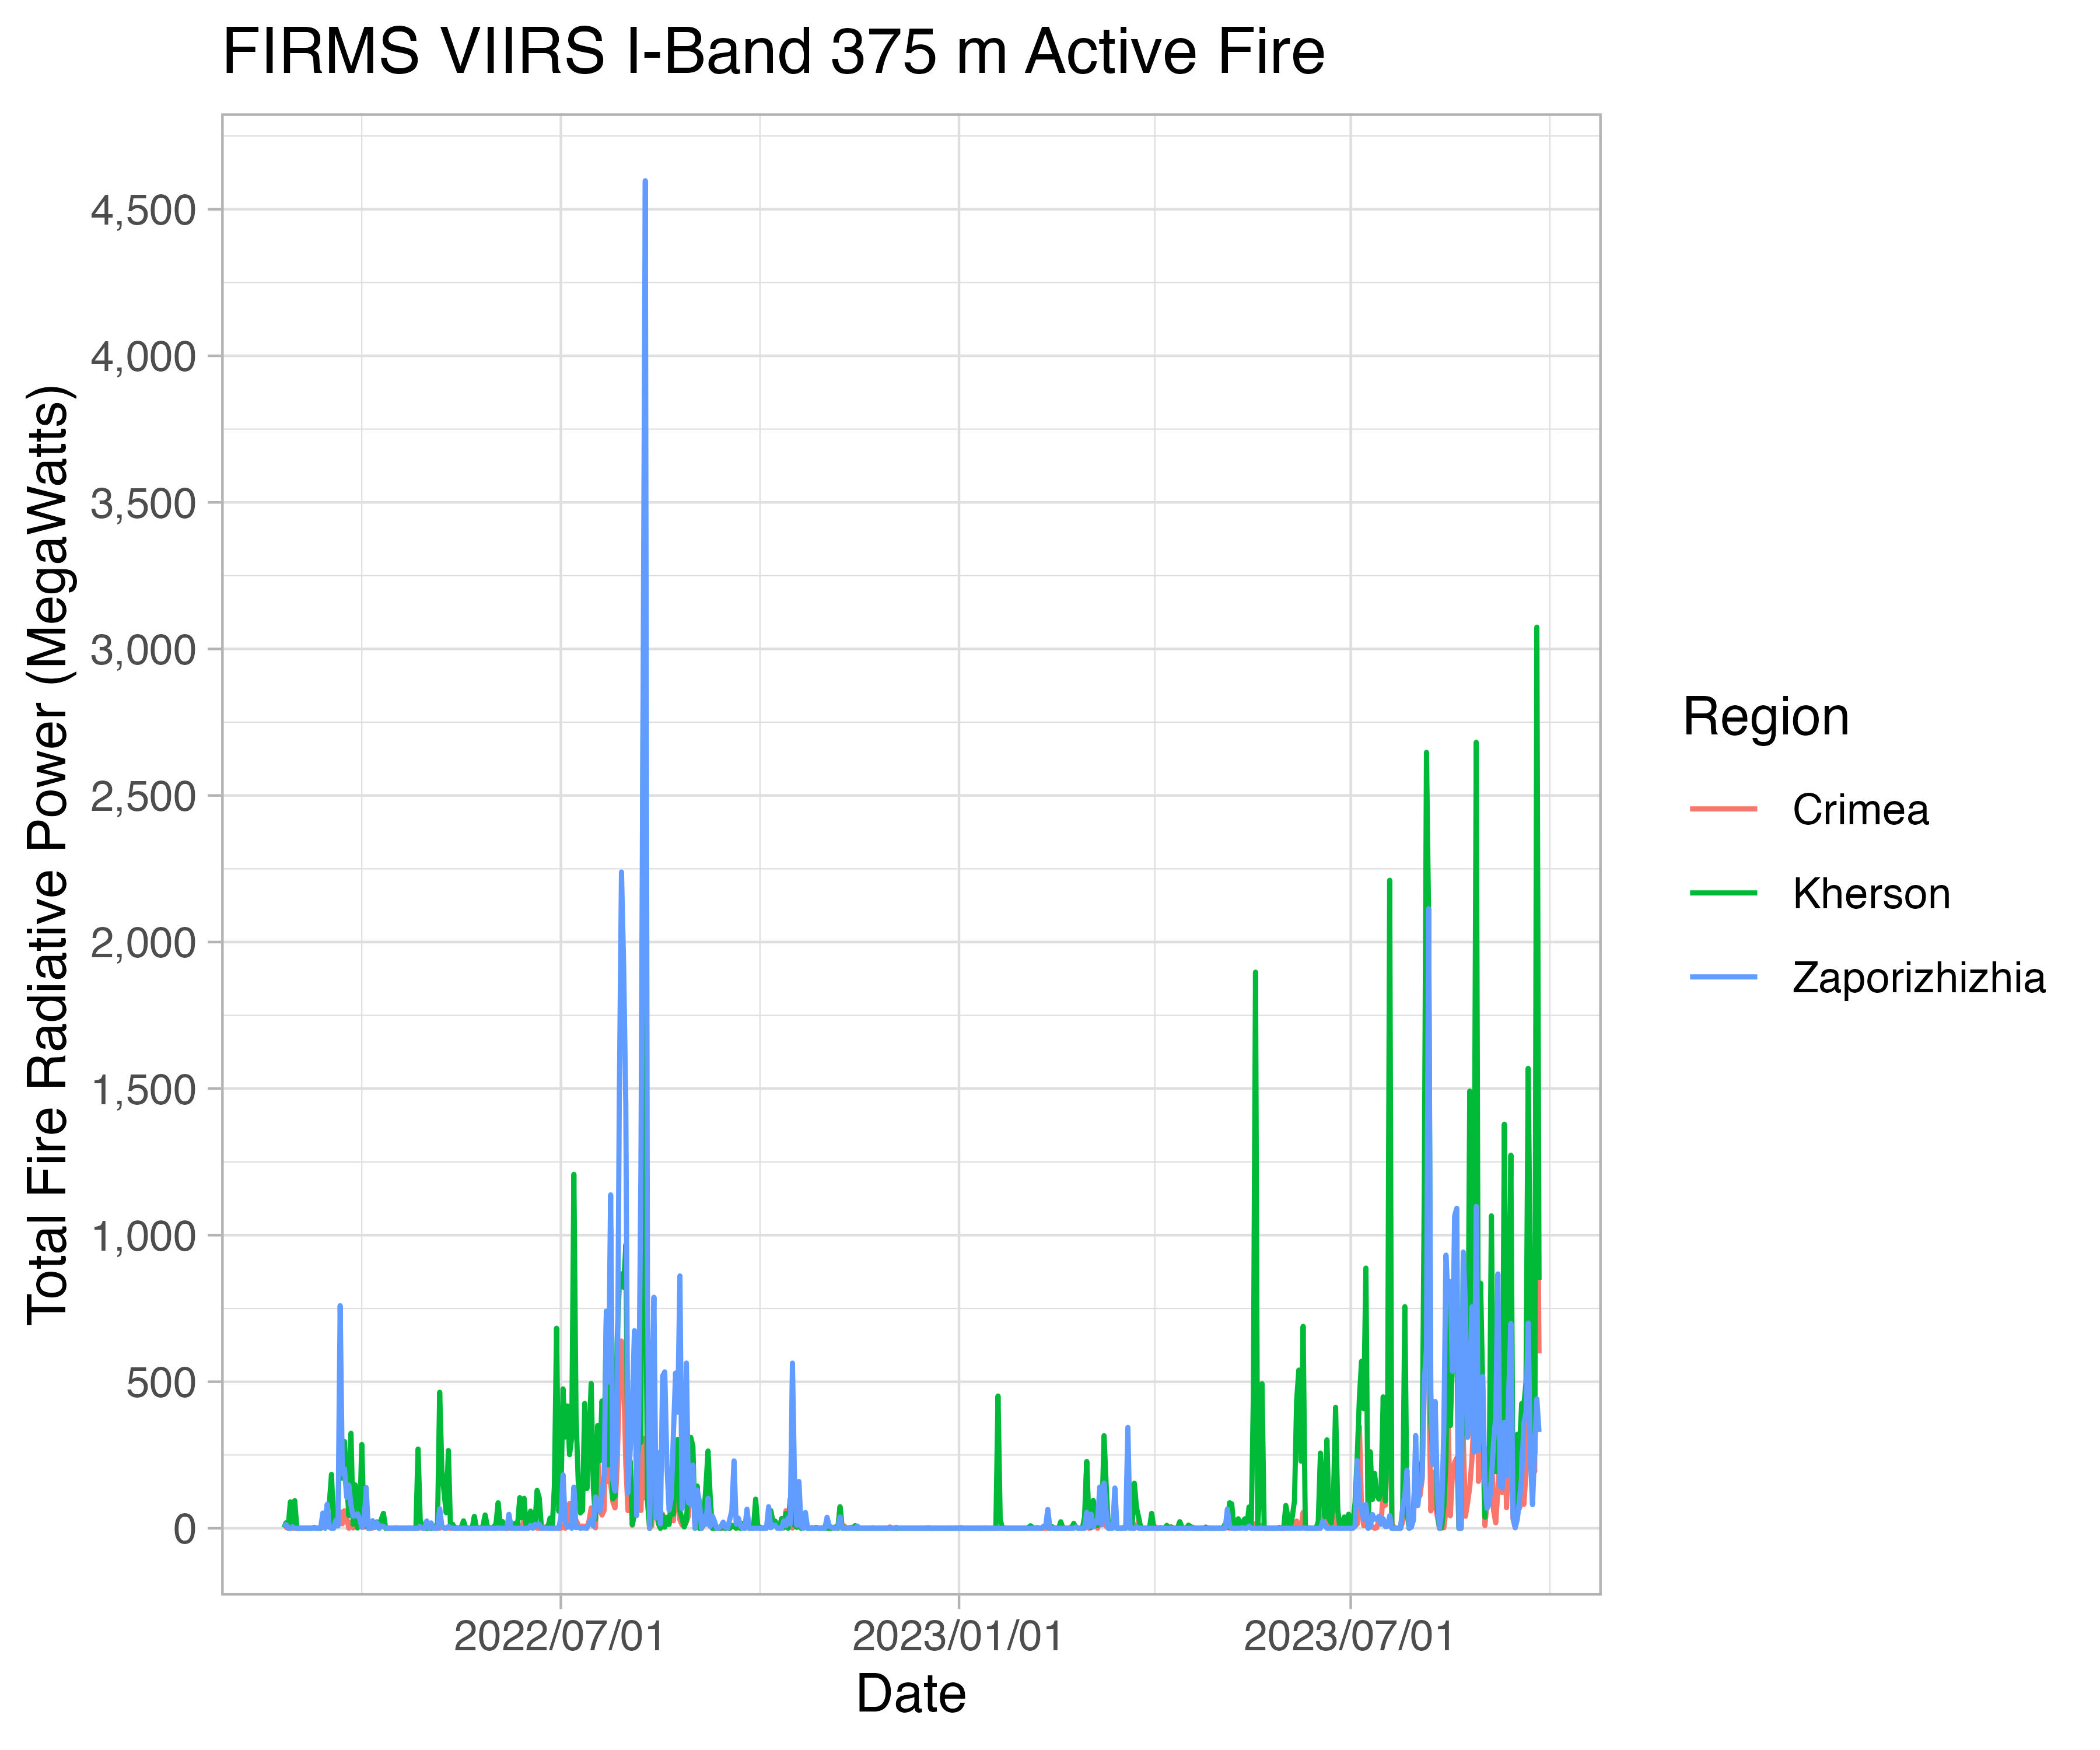 FIRMS VIIRS I-Band 375 m Active Fire
Total Fire Radiative Power (MegaWatts)
4,500
4,000
3,500
3,000
2,500
2,000
1,500
1,000
500
0
2022/07/01
2023/01/01
2023/07/01
Date
Region
Crimea
Kherson
Zaporizhizhia